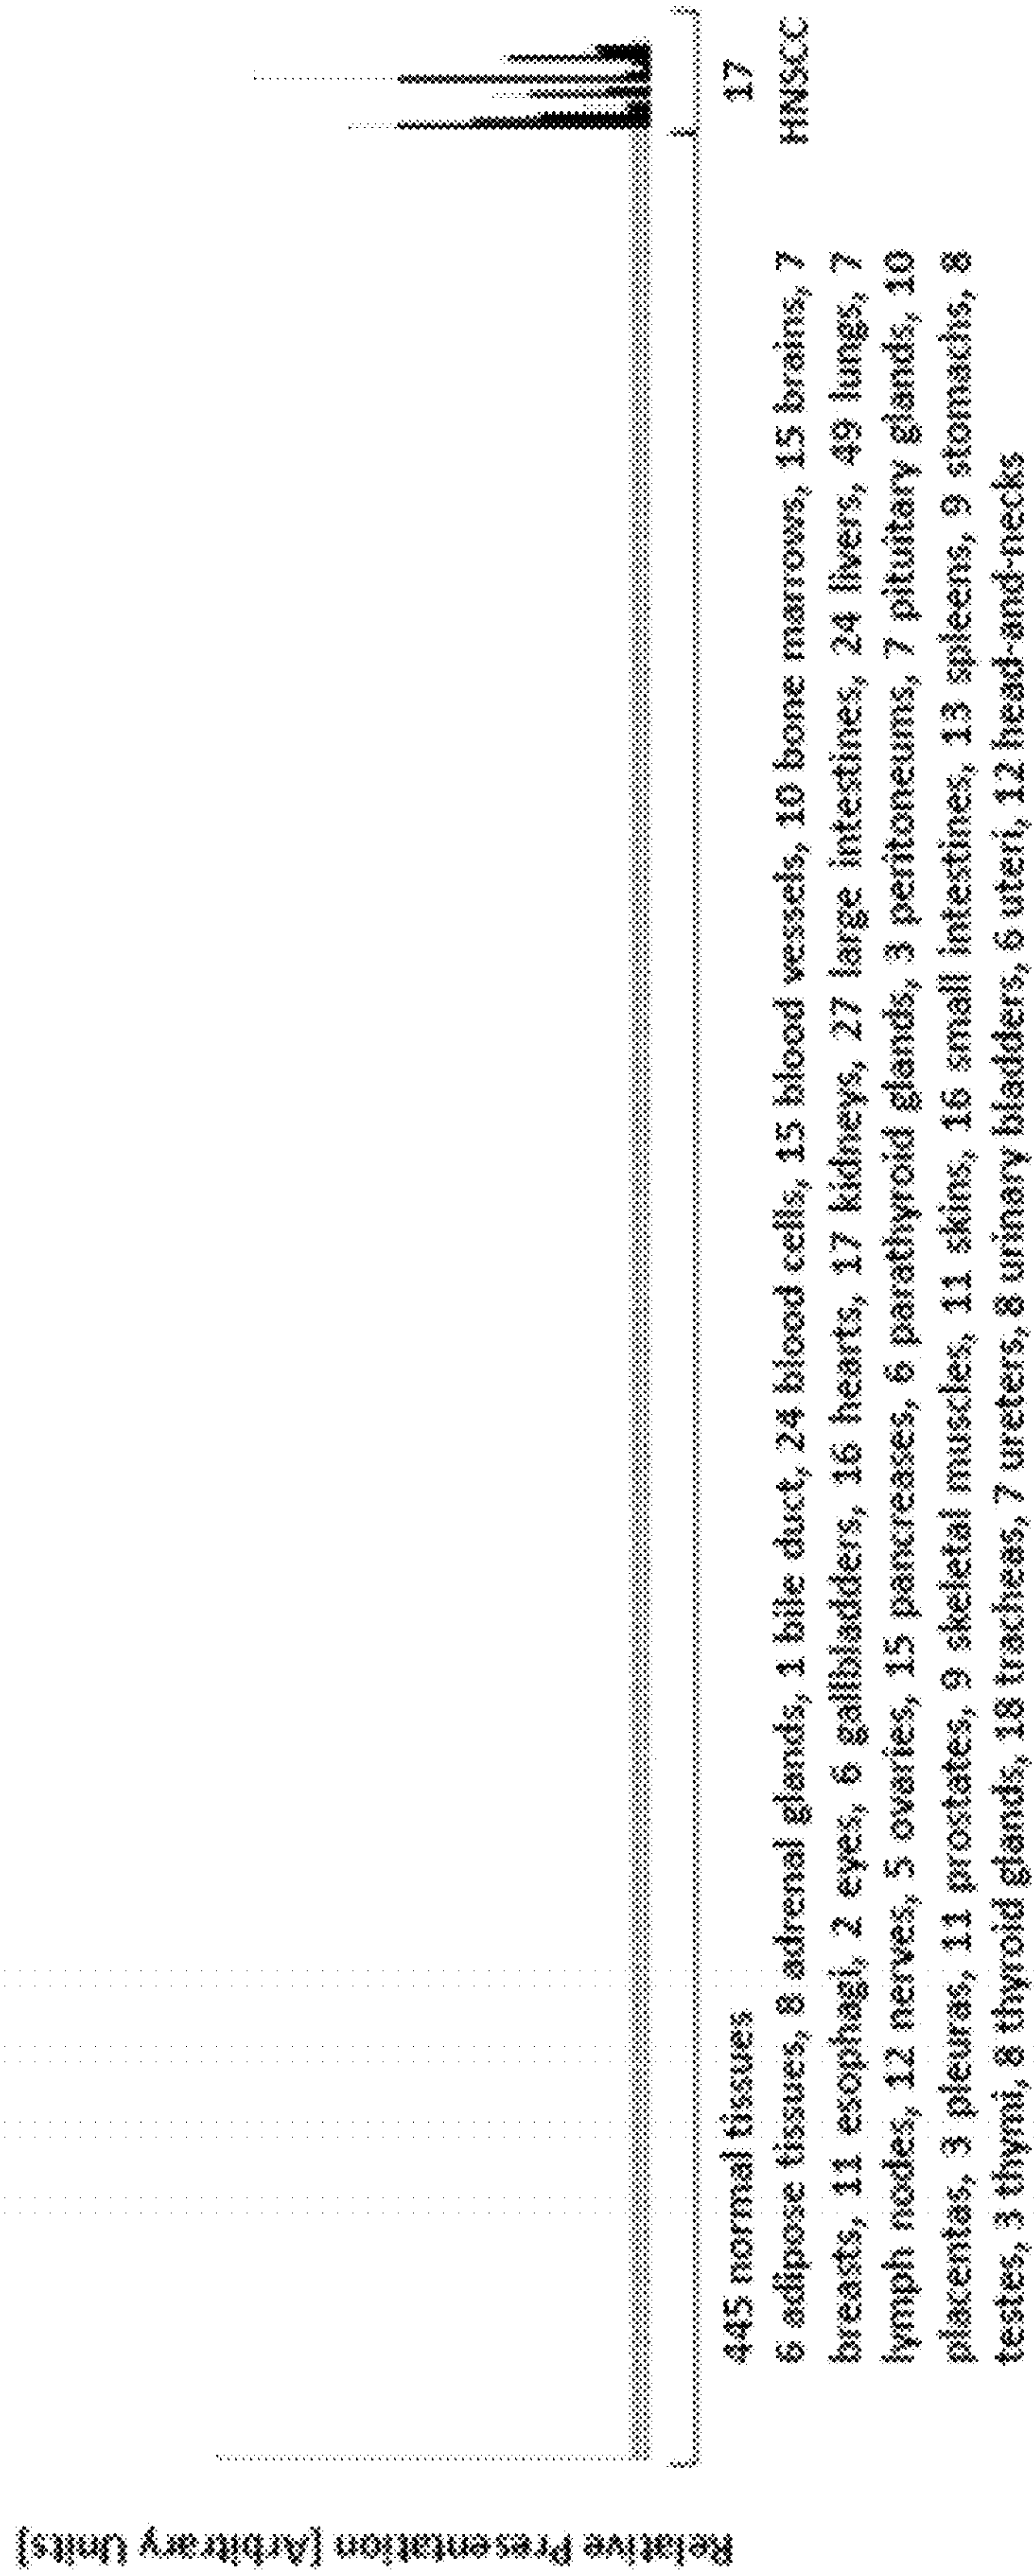 Relative Presentation [Arbitrary Units]
445 normal tissues
17
HNSCC
6 adipose tissues, 8 adrenal glands, 1 bile duct, 24 blood cells, 15 blood vessels, 10 bone marrows, 15 brains, 7
breasts, 11 esophagi, 2 eyes, 6 gallbladders, 16 hearts, 17 kidneys, 27 large intestines, 24 livers, 49 lungs, 7
lymph nodes, 12 nerves, 5 ovaries, 15 pancreases, 6 parathyroid glands, 3 peritoneums, 7 pituitary glands, 10
placentas, 3 pleuras, 11 prostates, 9 skeletal muscles, 11 skins, 16 small intestines, 13 spleens, 9 stomachs, 8
testes, 3 thymi, 8 thyroid glands, 18 tracheas, 7 ureters, 8 urinary bladders, 6 uteri, 12 head-and-necks